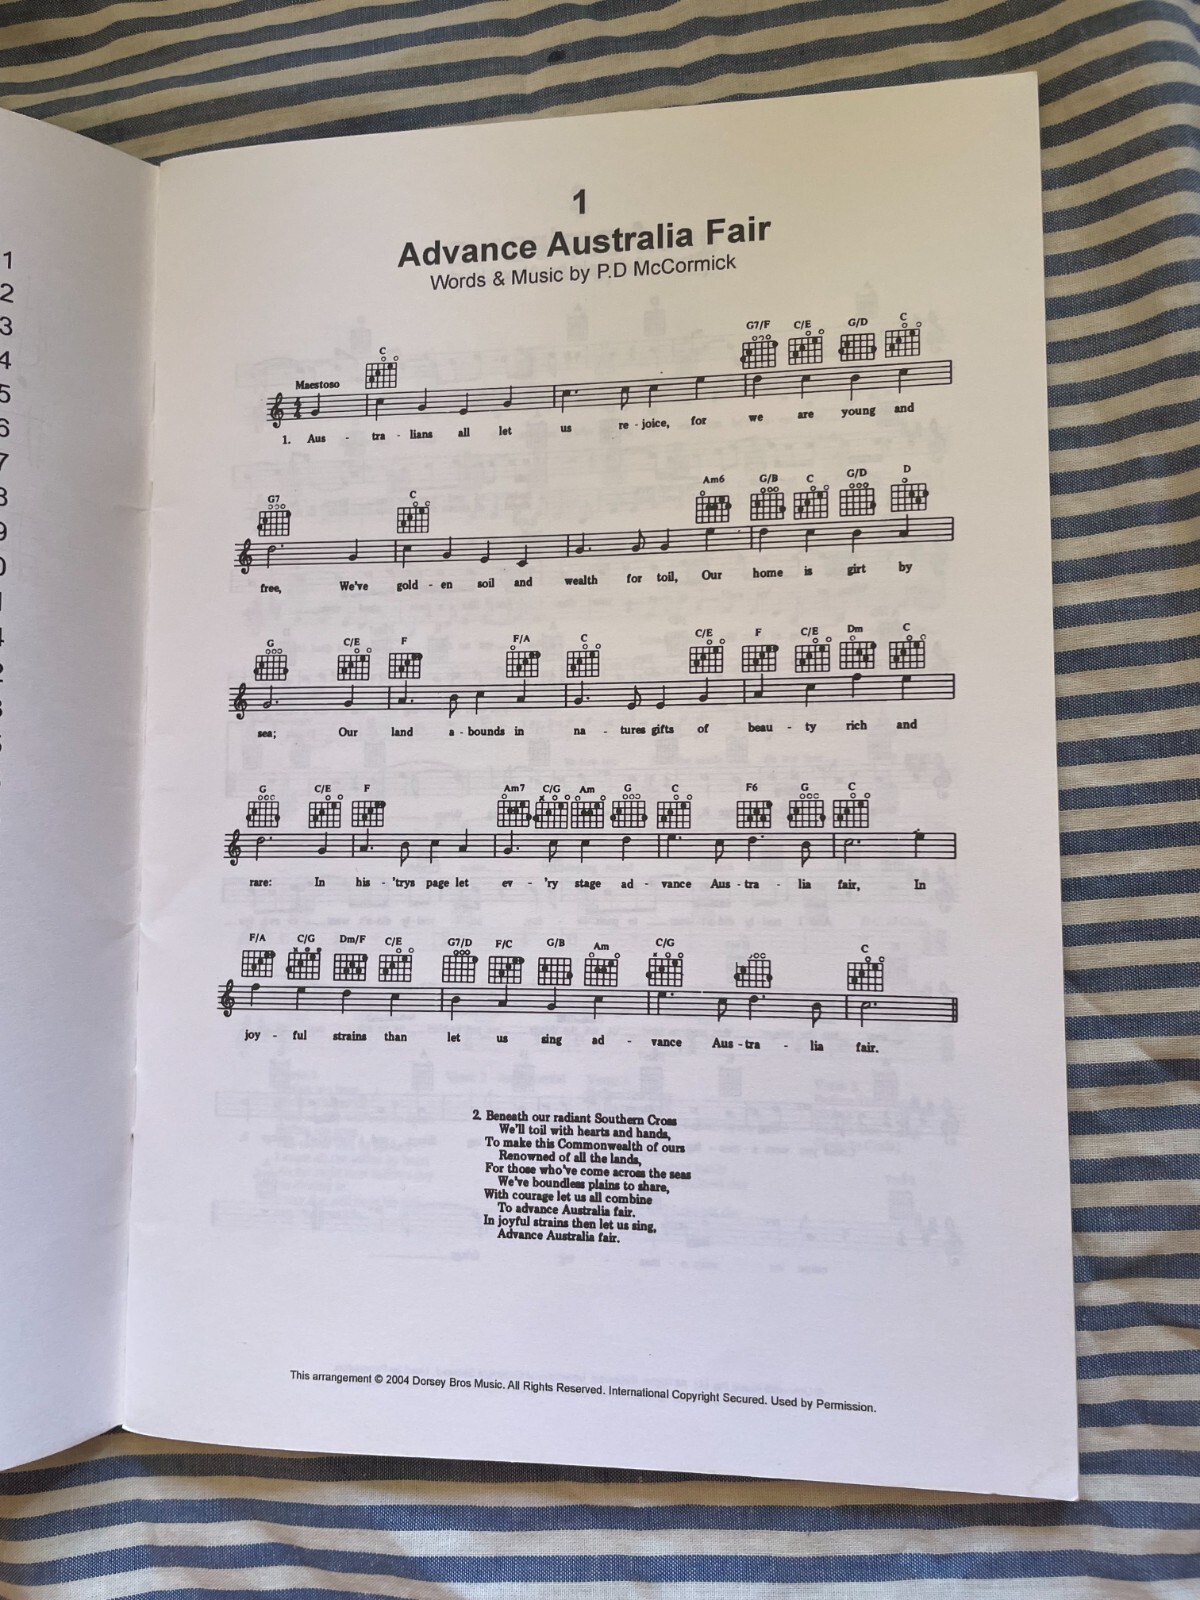 1
2
3
4
5
6
7
8
9
0
1
1
Advance Australia Fair
Words & Music by P.D McCormick
C G7/F C/E G/D C
Maestoso
1. Aus - tra - lians all let us re - joice, for we are young and
G7 C Am6 G/B C G/D D
free, We've gold - en soil and wealth for toil, Our home is girt by
G C/E F F/A C C/E F C/E Dm C
sea; Our land a - bounds in na - tures gifts of beau - ty rich and
G C/E F Am7 C/G Am G C F6 G C
rare: In his - 'trys page let ev - 'ry stage ad - vance Aus - tra - lia fair, In
F/A C/G Dm/F C/E G7/D F/C G/B Am C/G C
joy - ful strains than let us sing ad - vance Aus - tra - lia fair.
2. Beneath our radiant Southern Cross
We'll toil with hearts and hands,
To make this Commonwealth of ours
Renowned of all the lands,
For those who've come across the seas
We've boundless plains to share,
With courage let us all combine
To advance Australia fair.
In joyful strains then let us sing,
Advance Australia fair.
This arrangement © 2004 Dorsey Bros Music. All Rights Reserved. International Copyright Secured. Used by Permission.